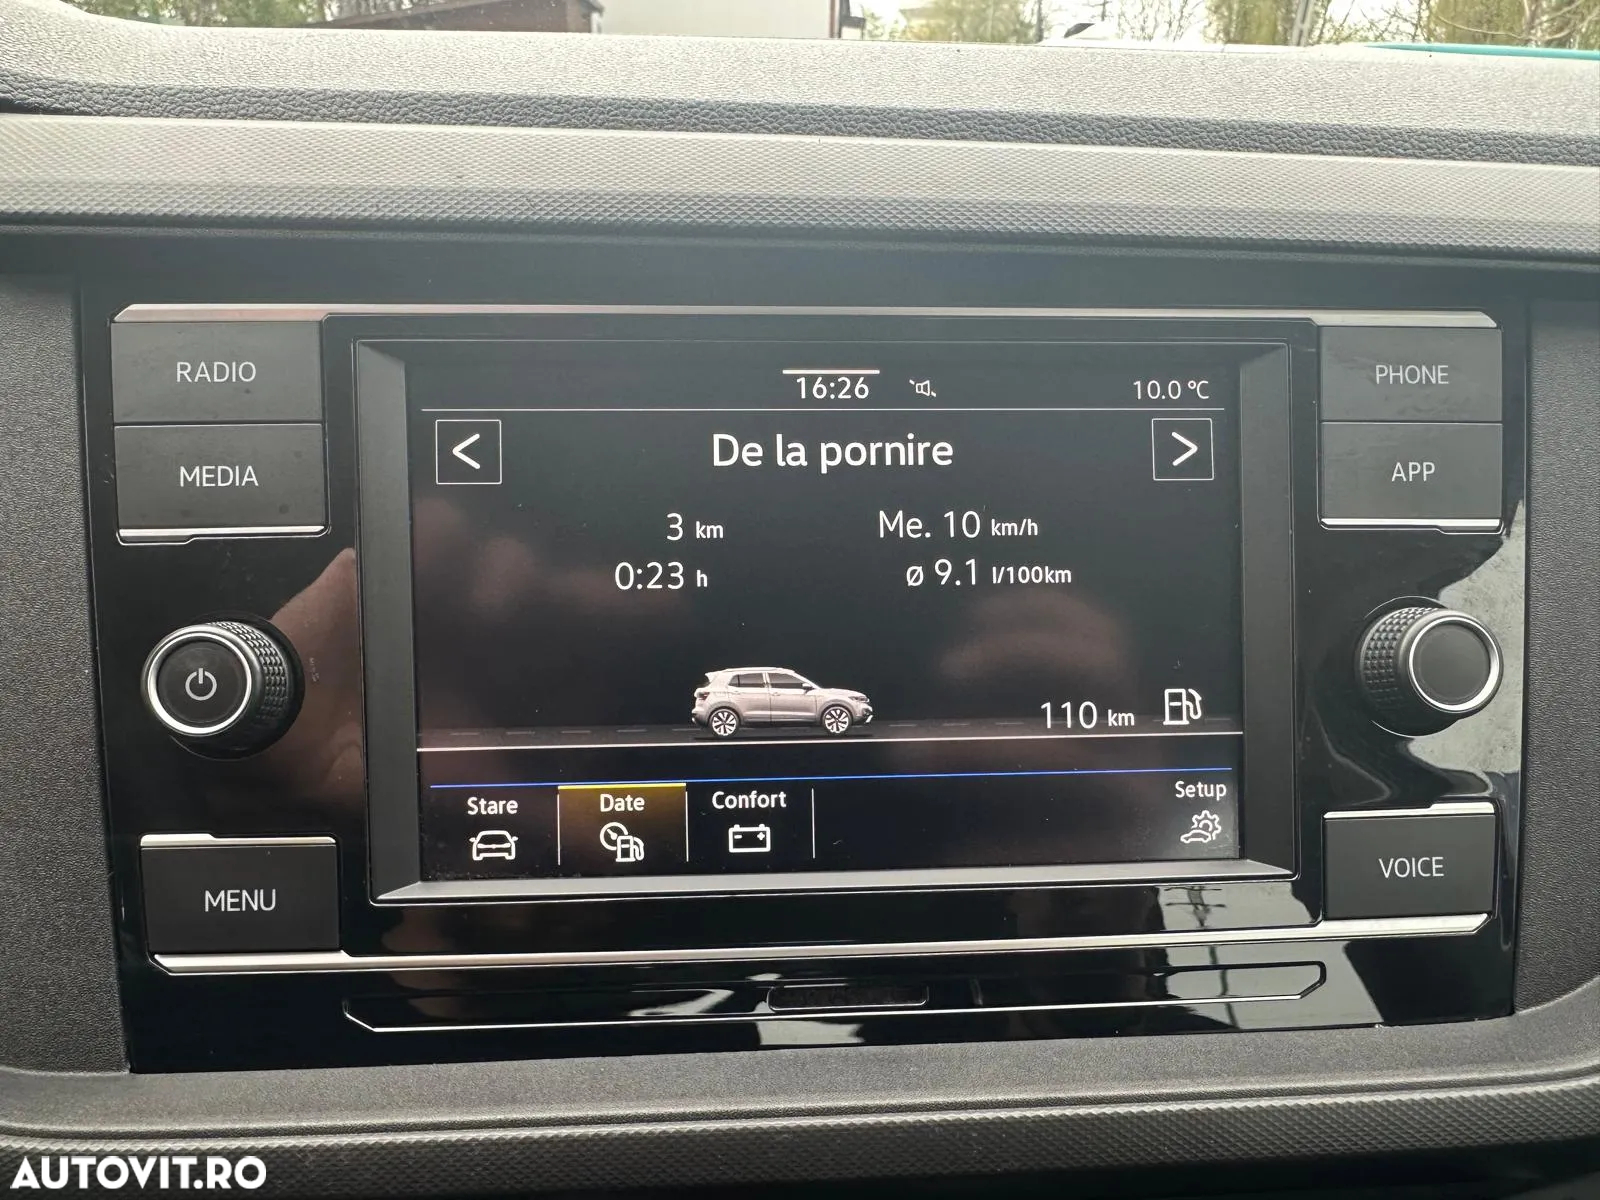 RADIO
MEDIA
MENU
16:26
10.0 °C
<
De la pornire
>
3 km
Me. 10 km/h
0:23 h
ø 9.1 l/100km
110 km
Stare
Date
Confort
Setup
PHONE
APP
VOICE
AUTOVIT.RO